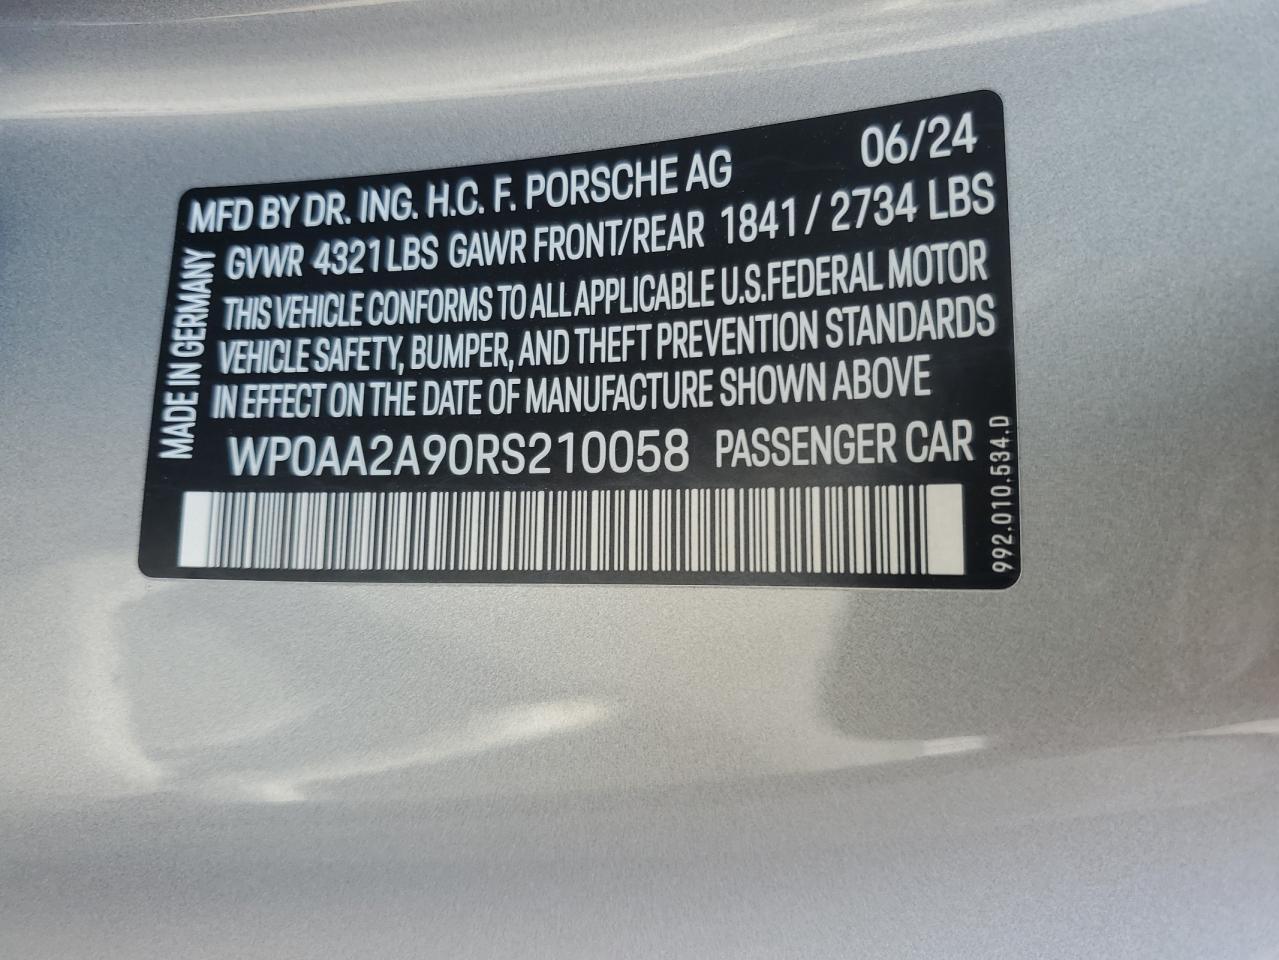 MFD BY DR. ING. H.C. F. PORSCHE AG 06/24
GVWR 4321 LBS GAWR FRONT/REAR 1841 / 2734 LBS
THIS VEHICLE CONFORMS TO ALL APPLICABLE U.S.FEDERAL MOTOR
VEHICLE SAFETY, BUMPER, AND THEFT PREVENTION STANDARDS
IN EFFECT ON THE DATE OF MANUFACTURE SHOWN ABOVE
WP0AA2A90RS210058 PASSENGER CAR
MADE IN GERMANY
992.010.534.D